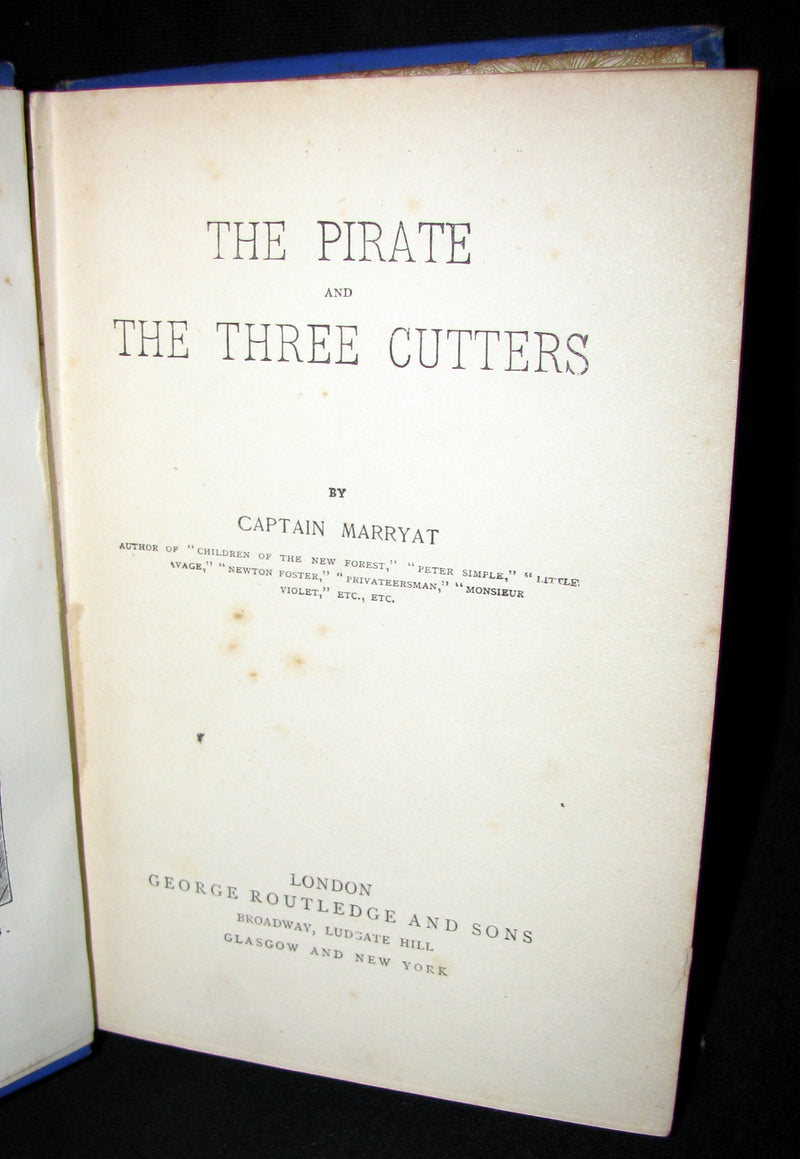 THE PIRATE
AND
THE THREE CUTTERS
BY
CAPTAIN MARRYAT
AUTHOR OF "CHILDREN OF THE NEW FOREST," "PETER SIMPLE," "LITTLE
VAGE," "NEWTON FOSTER," "PRIVATEERSMAN," "MONSIEUR
VIOLET," ETC., ETC.
LONDON
GEORGE ROUTLEDGE AND SONS
BROADWAY, LUDGATE HILL
GLASGOW AND NEW YORK